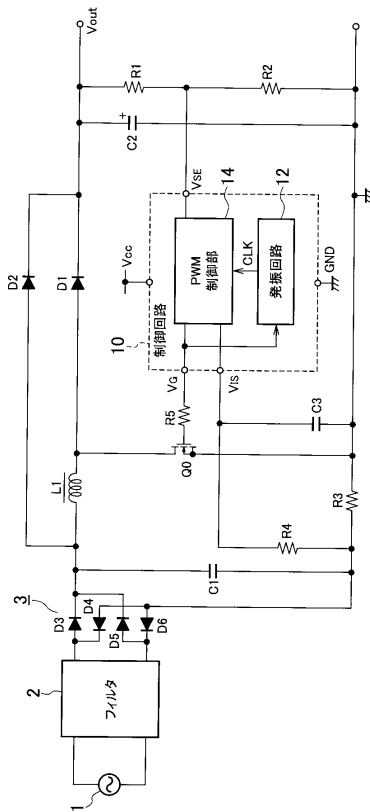 1
2
フィルタ
3
D3
D4
D5
D6
C1
L1
D2
D1
Q0
R5
R4
R3
C3
10
制御回路
Vcc
VG
VIS
VSE
PWM
制御部
14
CLK
発振回路
12
GND
C2
+
R1
R2
Vout